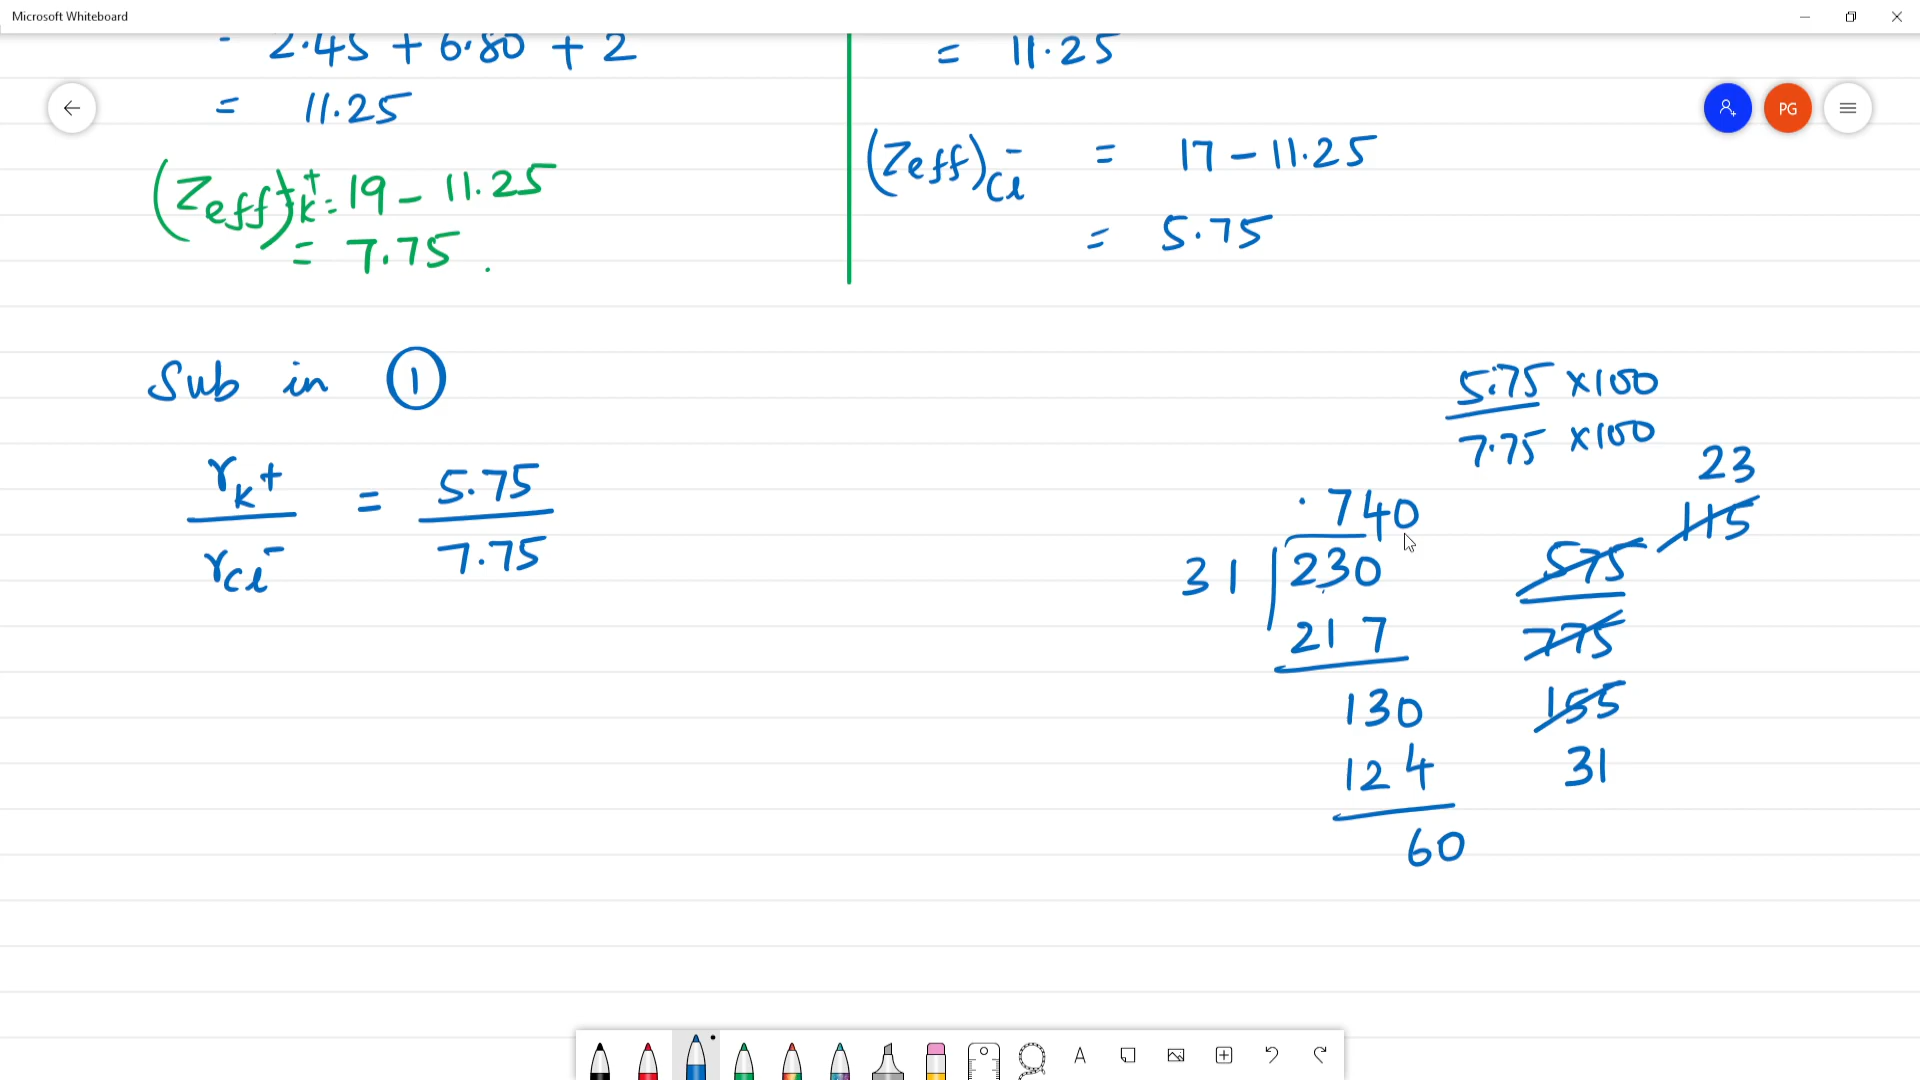 Microsoft Whiteboard
= 2.45 + 6.80 + 2
= 11.25
(Zeff)K+ = 19 - 11.25
= 7.75 .
= 11.25
(Zeff)Cl- = 17 - 11.25
= 5.75
PG
Sub in ①
rK+ / rCl- = 5.75 / 7.75
5.75 x100
7.75 x100
23
115
575
775
155
31
.740
31 230
217
130
124
60
A